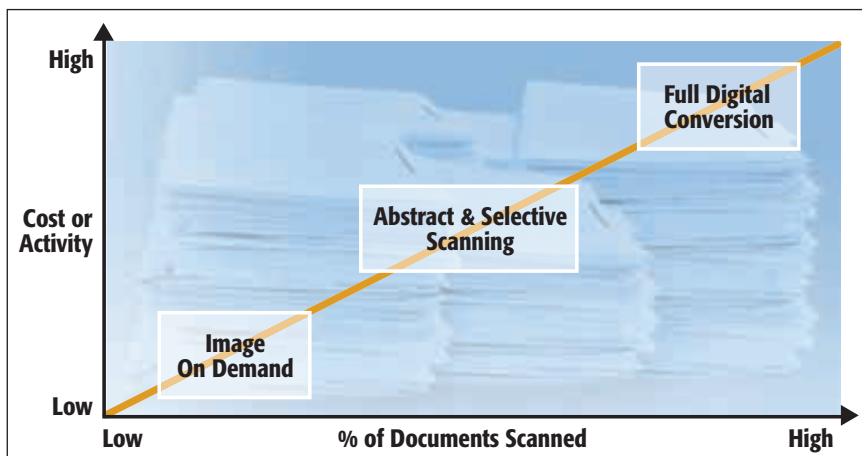 High
Full Digital
Conversion
Cost or
Activity
Abstract & Selective
Scanning
Image
On Demand
Low
Low
% of Documents Scanned
High